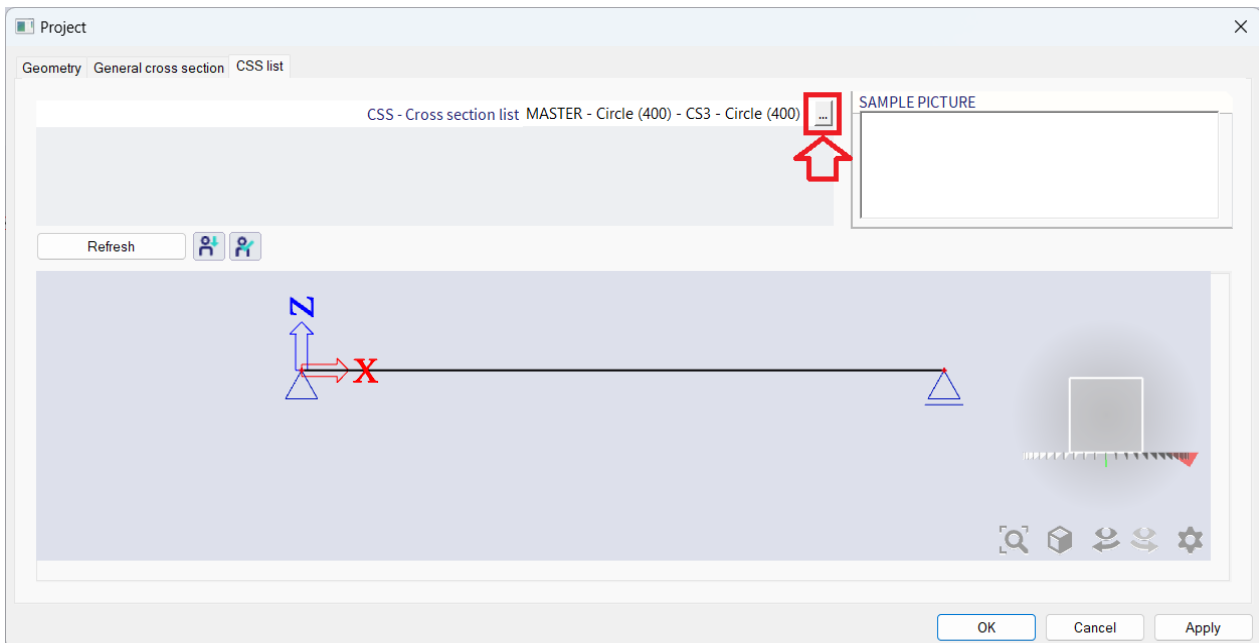 Project
Geometry General cross section CSS list
CSS - Cross section list MASTER - Circle (400) - CS3 - Circle (400) ...
SAMPLE PICTURE
Refresh
Z
X
OK Cancel Apply